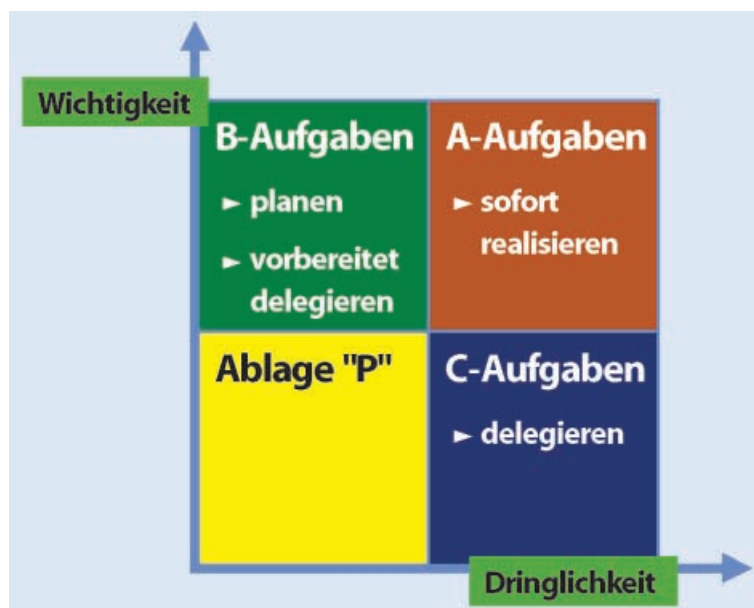 Wichtigkeit
B-Aufgaben
► planen
► vorbereitet
delegieren
A-Aufgaben
► sofort
realisieren
Ablage "P"
C-Aufgaben
► delegieren
Dringlichkeit